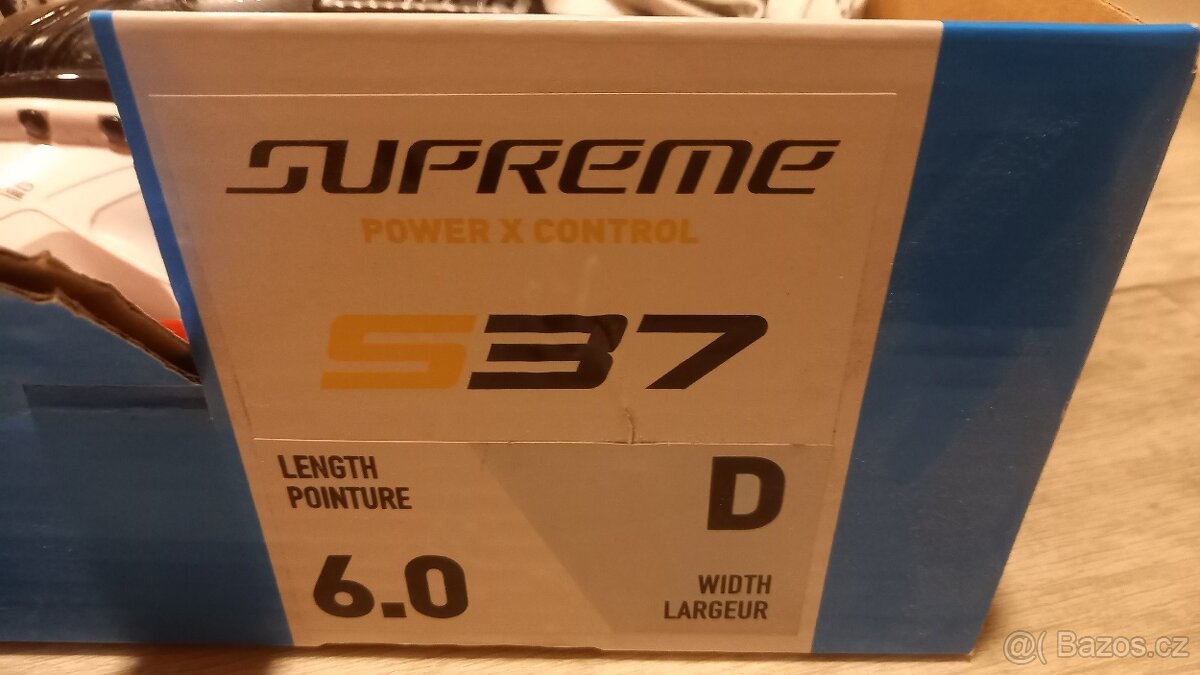 SUPREME
POWER X CONTROL
S37
LENGTH
POINTURE
D
6.0
WIDTH
LARGEUR
@( Bazos.cz